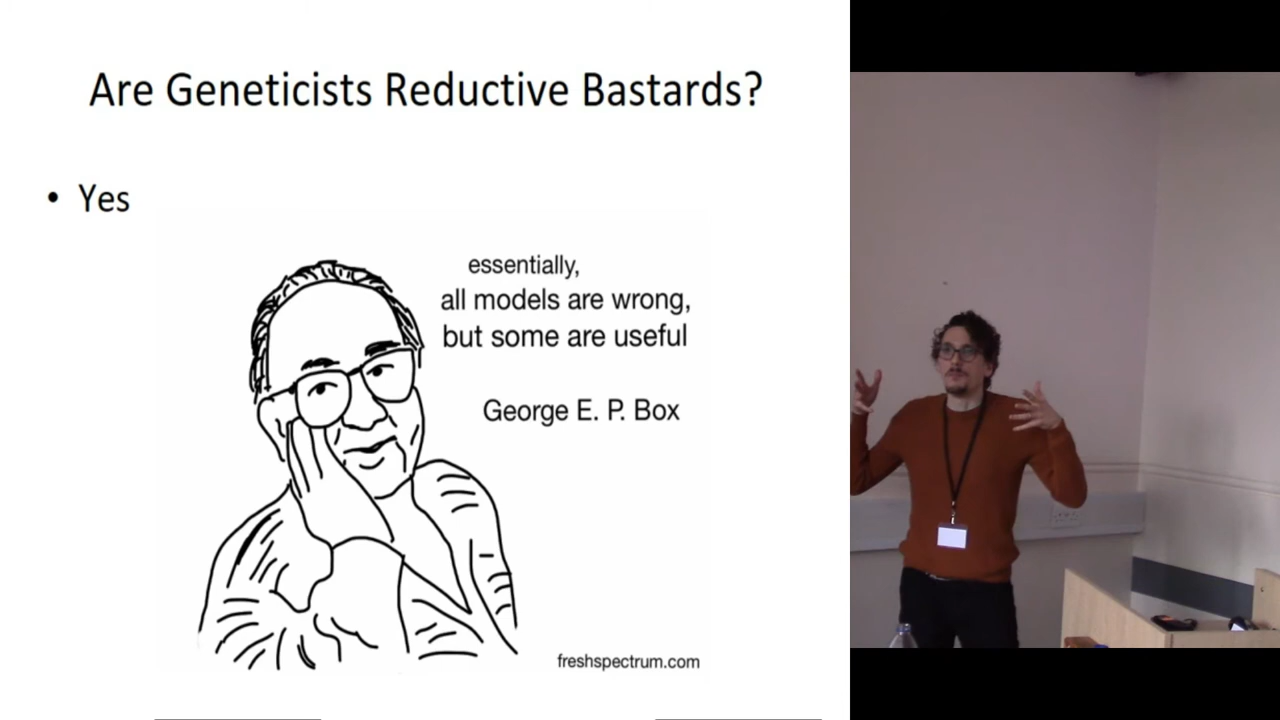 Are Geneticists Reductive Bastards?
• Yes
essentially,
all models are wrong,
but some are useful
George E. P. Box
freshspectrum.com